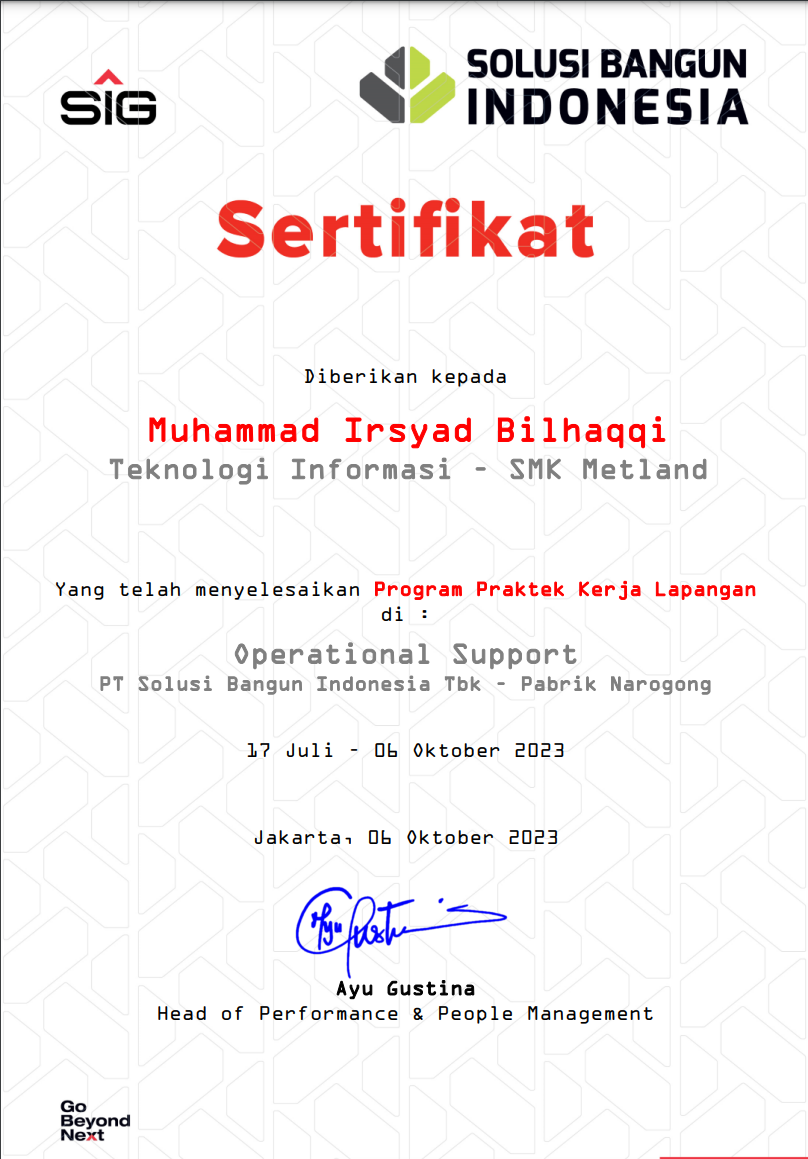 SIG
SOLUSI BANGUN
INDONESIA
Sertifikat
Diberikan kepada
Muhammad Irsyad Bilhaqqi
Teknologi Informasi - SMK Metland
Yang telah menyelesaikan Program Praktek Kerja Lapangan
di :
Operational Support
PT Solusi Bangun Indonesia Tbk - Pabrik Narogong
17 Juli - 06 Oktober 2023
Jakarta, 06 Oktober 2023
Ayu Gustina
Ayu Gustina
Head of Performance & People Management
Go
Beyond
Next